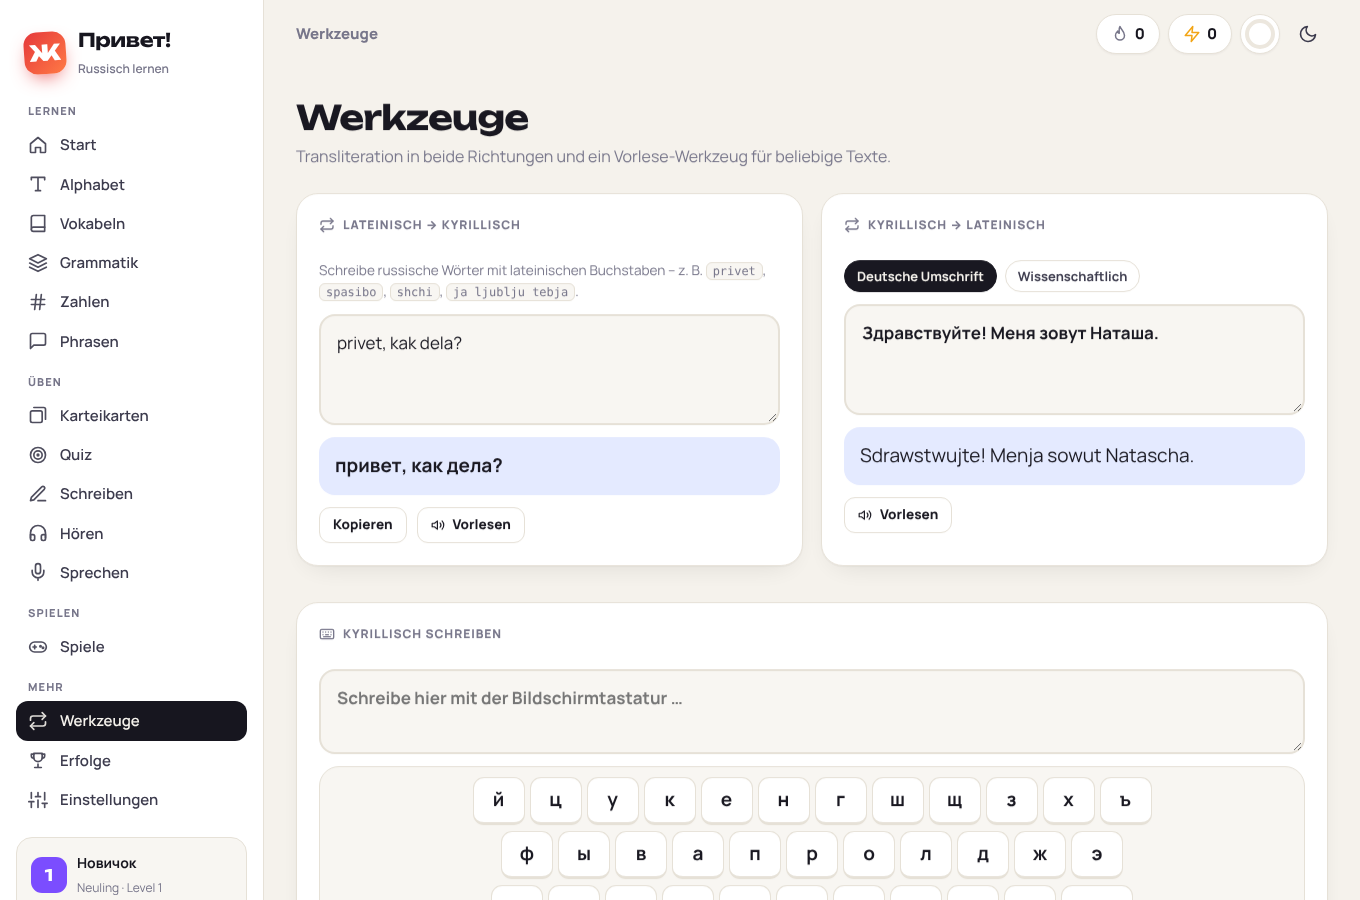 Ж
Привет!
Russisch lernen
LERNEN
Start
Alphabet
Vokabeln
Grammatik
Zahlen
Phrasen
ÜBEN
Karteikarten
Quiz
Schreiben
Hören
Sprechen
SPIELEN
Spiele
MEHR
Werkzeuge
Erfolge
Einstellungen
1
Новичок
Neuling · Level 1
Werkzeuge
0
0
Werkzeuge
Transliteration in beide Richtungen und ein Vorlese-Werkzeug für beliebige Texte.
LATEINISCH → KYRILLISCH
Schreibe russische Wörter mit lateinischen Buchstaben – z. B. privet,
spasibo, shchi, ja ljublju tebja.
privet, kak dela?
привет, как дела?
Kopieren
Vorlesen
KYRILLISCH → LATEINISCH
Deutsche Umschrift
Wissenschaftlich
Здравствуйте! Меня зовут Наташа.
Sdrawstwujte! Menja sowut Natascha.
Vorlesen
KYRILLISCH SCHREIBEN
Schreibe hier mit der Bildschirmtastatur …
й ц у к е н г ш щ з х ъ
ф ы в а п р о л д ж э